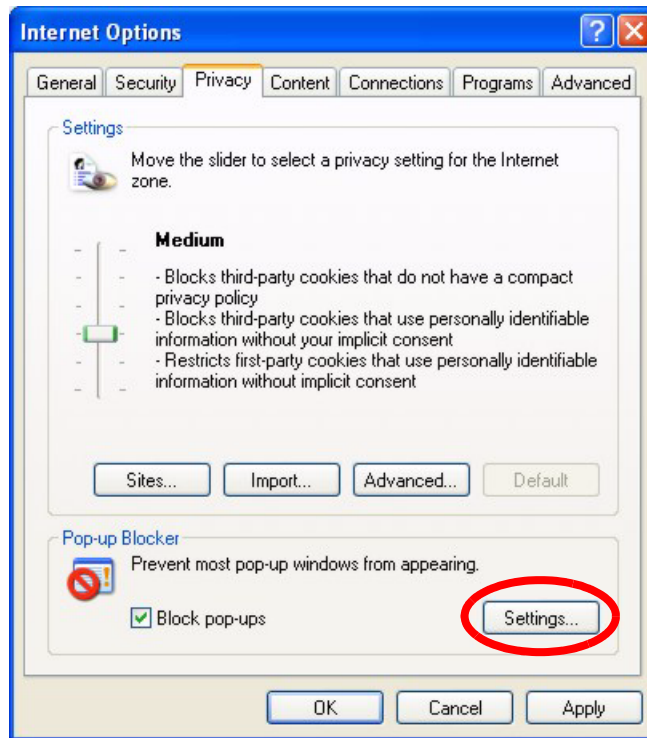 Internet Options
General Security Privacy Content Connections Programs Advanced
Settings
Move the slider to select a privacy setting for the Internet
zone.
Medium
- Blocks third-party cookies that do not have a compact
privacy policy
- Blocks third-party cookies that use personally identifiable
information without your implicit consent
- Restricts first-party cookies that use personally identifiable
information without implicit consent
Sites... Import... Advanced... Default
Pop-up Blocker
Prevent most pop-up windows from appearing.
Block pop-ups Settings...
OK Cancel Apply